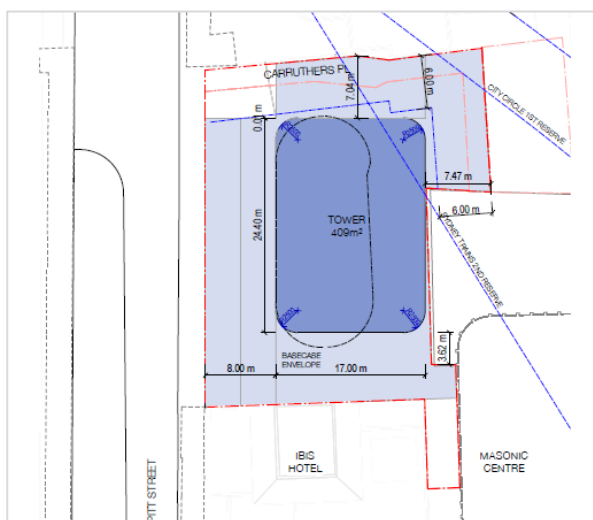 CARRUTHERS PL
7.04 m
6.00 m
CITY CIRCLE 1ST RESERVE
0.00 m
7.47 m
6.00 m
TOWER
409m²
24.40 m
SYDNEY TRAINS 2ND RESERVE
3.62 m
BASECASE
ENVELOPE
8.00 m
17.00 m
IBIS
HOTEL
MASONIC
CENTRE
PITT STREET